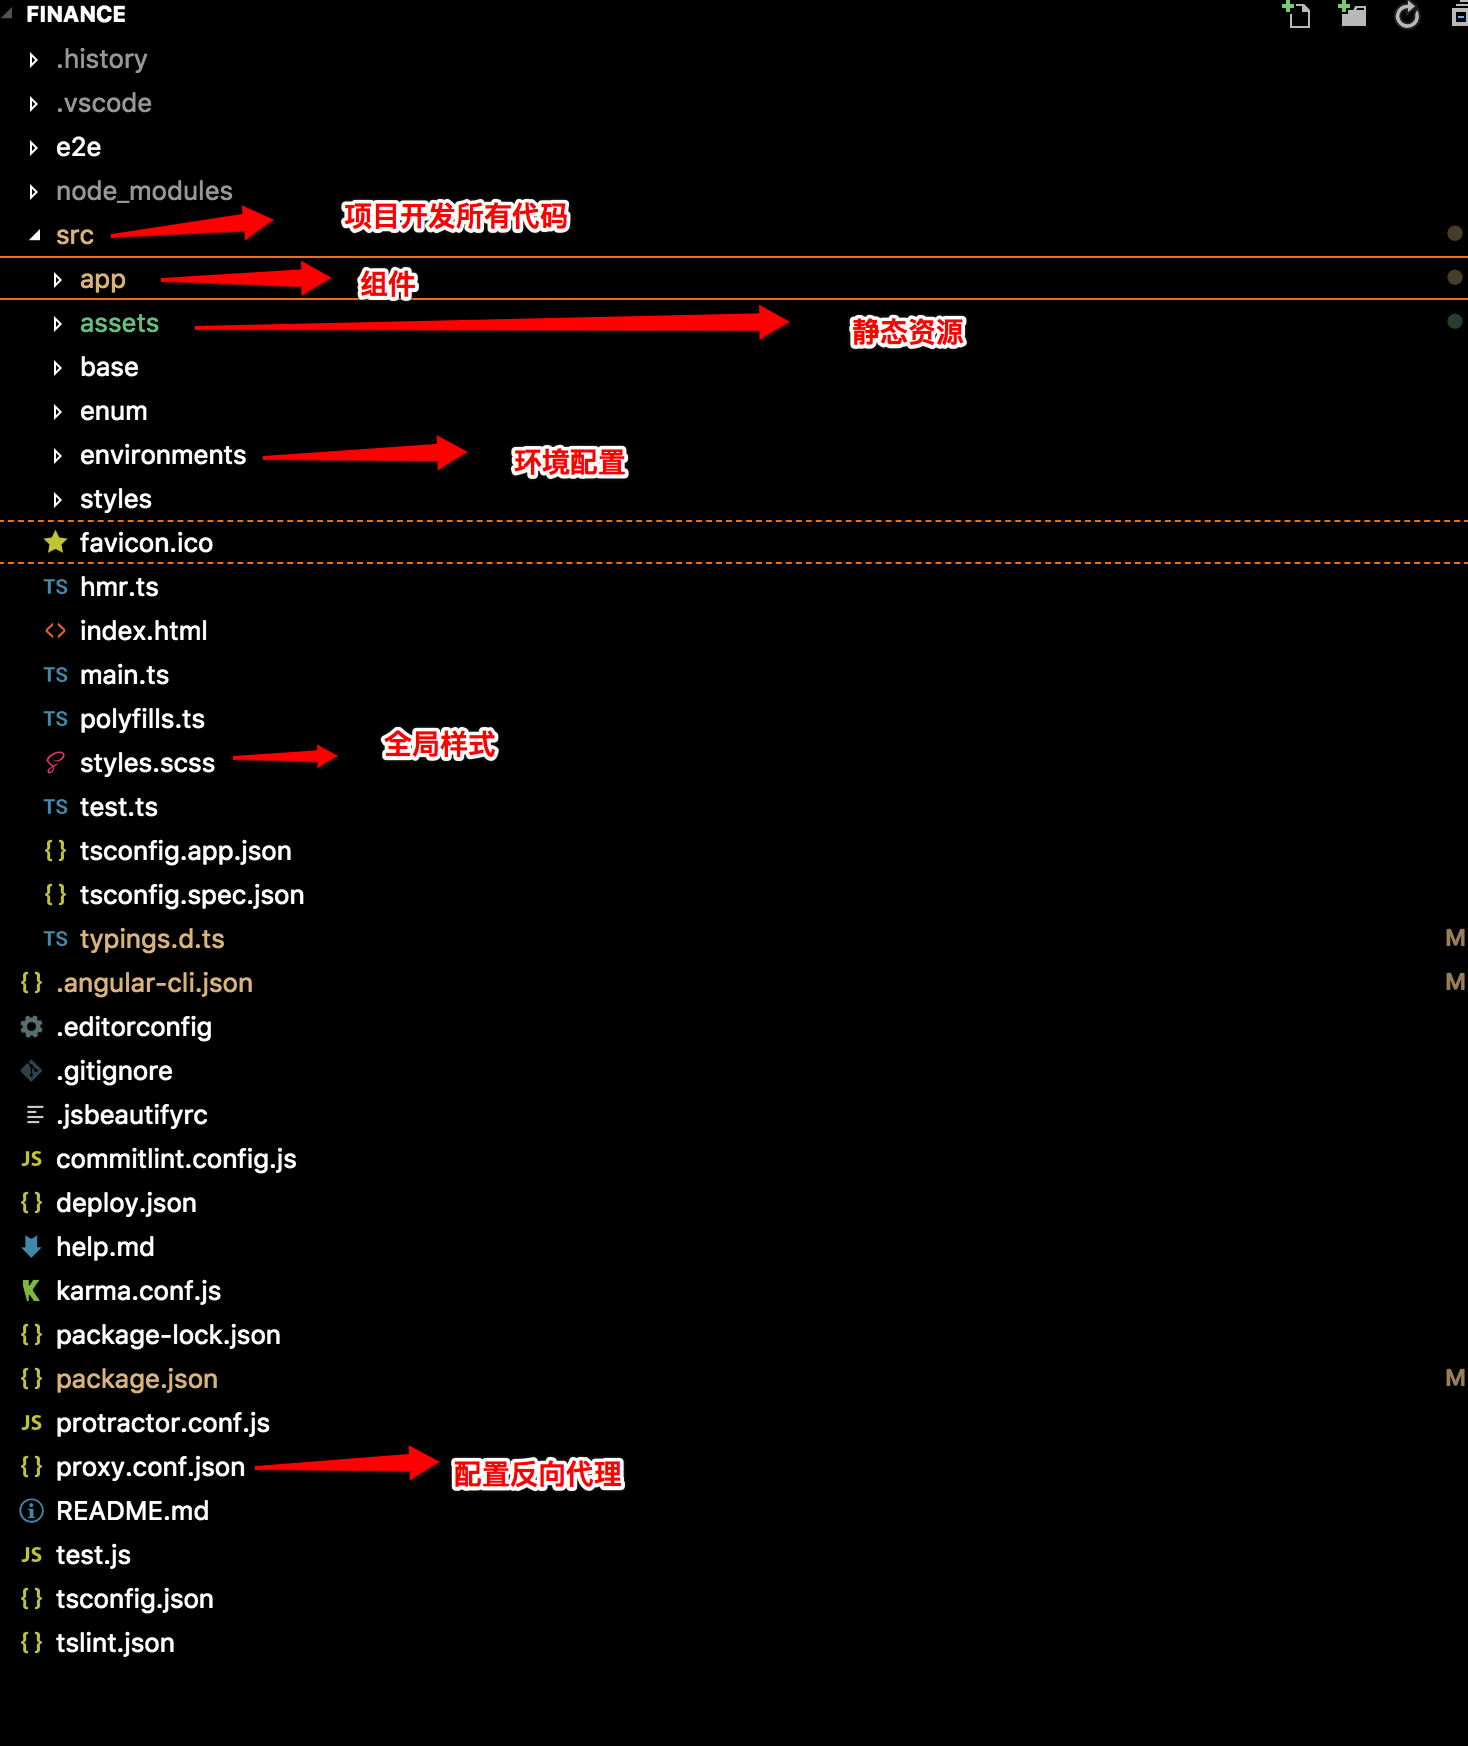 FINANCE
.history
.vscode
e2e
node_modules
src 项目开发所有代码
app 组件
assets 静态资源
base
enum
environments 环境配置
styles
favicon.ico
TS hmr.ts
<> index.html
TS main.ts
TS polyfills.ts
styles.scss 全局样式
TS test.ts
{} tsconfig.app.json
{} tsconfig.spec.json
TS typings.d.ts M
{} .angular-cli.json M
.editorconfig
.gitignore
.jsbeautifyrc
JS commitlint.config.js
{} deploy.json
help.md
karma.conf.js
{} package-lock.json
{} package.json M
JS protractor.conf.js
{} proxy.conf.json 配置反向代理
README.md
JS test.js
{} tsconfig.json
{} tslint.json